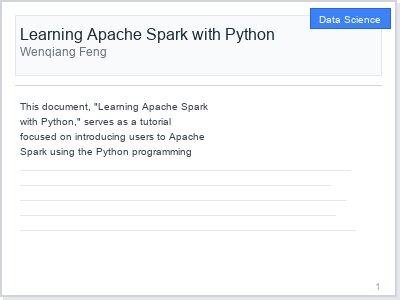 Data Science
Learning Apache Spark with Python
Wenqiang Feng
This document, "Learning Apache Spark
with Python," serves as a tutorial
focused on introducing users to Apache
Spark using the Python programming
1